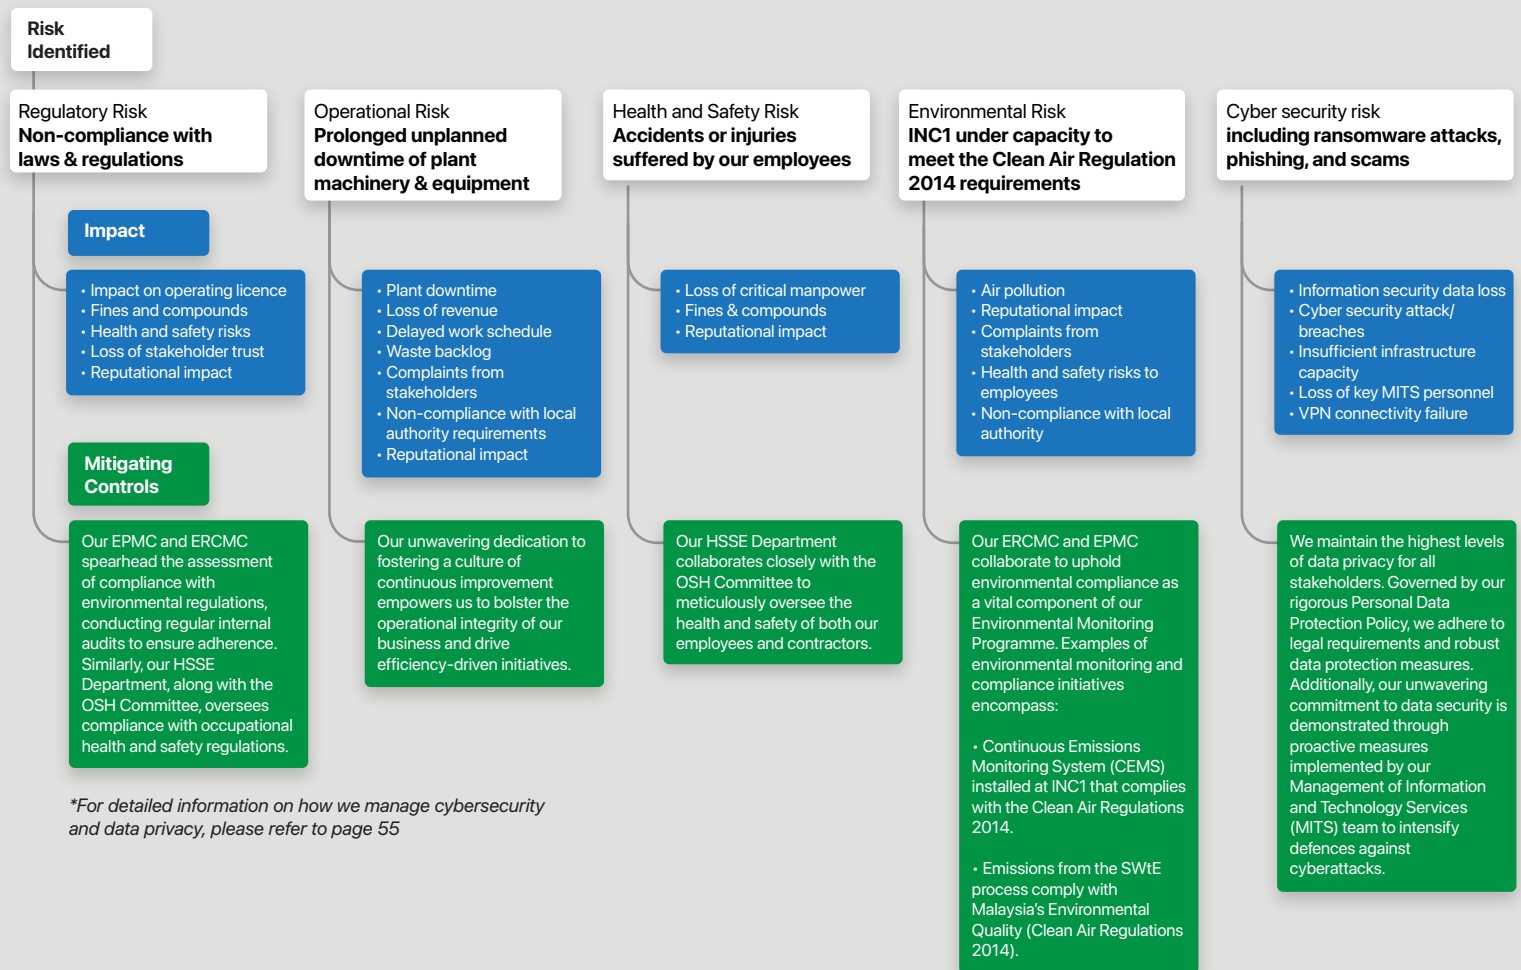 Risk
Identified
Regulatory Risk
Non-compliance with
laws & regulations
Operational Risk
Prolonged unplanned
downtime of plant
machinery & equipment
Health and Safety Risk
Accidents or injuries
suffered by our employees
Environmental Risk
INC1 under capacity to
meet the Clean Air Regulation
2014 requirements
Cyber security risk
including ransomware attacks,
phishing, and scams
Impact
• Impact on operating licence
• Fines and compounds
• Health and safety risks
• Loss of stakeholder trust
• Reputational impact
• Plant downtime
• Loss of revenue
• Delayed work schedule
• Waste backlog
• Complaints from
stakeholders
• Non-compliance with local
authority requirements
• Reputational impact
• Loss of critical manpower
• Fines & compounds
• Reputational impact
• Air pollution
• Reputational impact
• Complaints from
stakeholders
• Health and safety risks to
employees
• Non-compliance with local
authority
• Information security data loss
• Cyber security attack/
breaches
• Insufficient infrastructure
capacity
• Loss of key MITS personnel
• VPN connectivity failure
Mitigating
Controls
Our EPMC and ERCMC
spearhead the assessment
of compliance with
environmental regulations,
conducting regular internal
audits to ensure adherence.
Similarly, our HSSE
Department, along with the
OSH Committee, oversees
compliance with occupational
health and safety regulations.
Our unwavering dedication to
fostering a culture of
continuous improvement
empowers us to bolster the
operational integrity of our
business and drive
efficiency-driven initiatives.
Our HSSE Department
collaborates closely with the
OSH Committee to
meticulously oversee the
health and safety of both our
employees and contractors.
Our ERCMC and EPMC
collaborate to uphold
environmental compliance as
a vital component of our
Environmental Monitoring
Programme. Examples of
environmental monitoring and
compliance initiatives
encompass:
• Continuous Emissions
Monitoring System (CEMS)
installed at INC1 that complies
with the Clean Air Regulations
2014.
• Emissions from the SWtE
process comply with
Malaysia's Environmental
Quality (Clean Air Regulations
2014).
We maintain the highest levels
of data privacy for all
stakeholders. Governed by our
rigorous Personal Data
Protection Policy, we adhere to
legal requirements and robust
data protection measures.
Additionally, our unwavering
commitment to data security is
demonstrated through
proactive measures
implemented by our
Management of Information
and Technology Services
(MITS) team to intensify
defences against
cyberattacks.
*For detailed information on how we manage cybersecurity
and data privacy, please refer to page 55